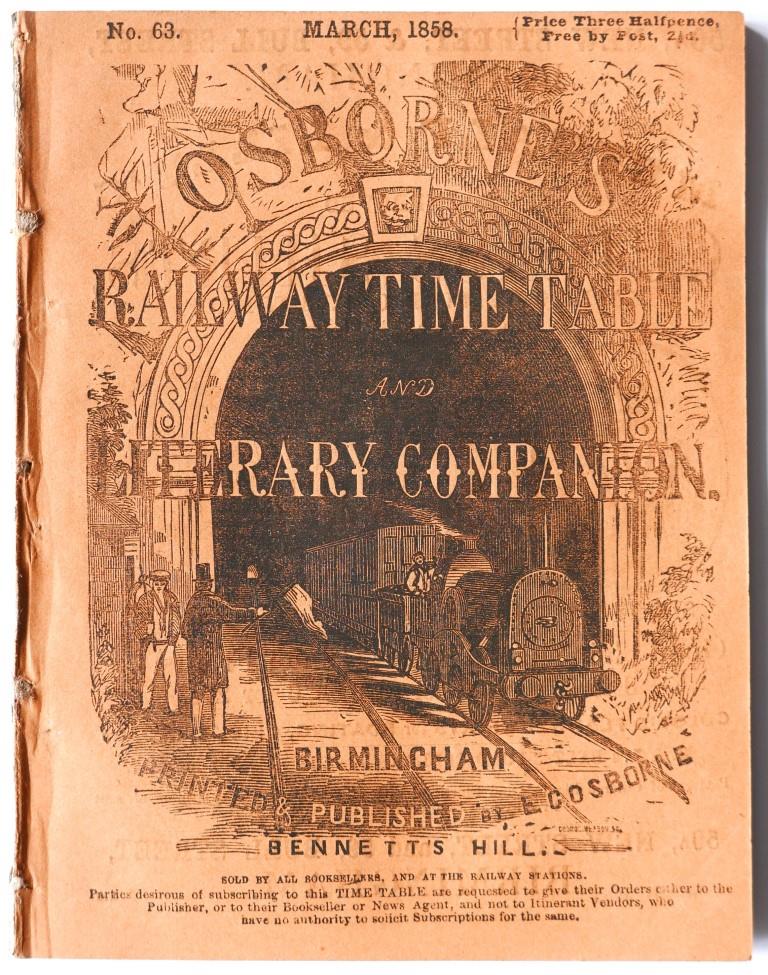 No. 63. MARCH, 1858. Price Three Halfpence,
Free by Post, 2½d.
OSBORNE'S
RAILWAY TIME TABLE
AND
LITERARY COMPANION.
BIRMINGHAM
PRINTED & PUBLISHED BY E C OSBORNE
BENNETT'S HILL.
SOLD BY ALL BOOKSELLERS, AND AT THE RAILWAY STATIONS.
Parties desirous of subscribing to this TIME TABLE are requested to give their Orders either to the
Publisher, or to their Bookseller or News Agent, and not to Itinerant Vendors, who
have no authority to solicit Subscriptions for the same.